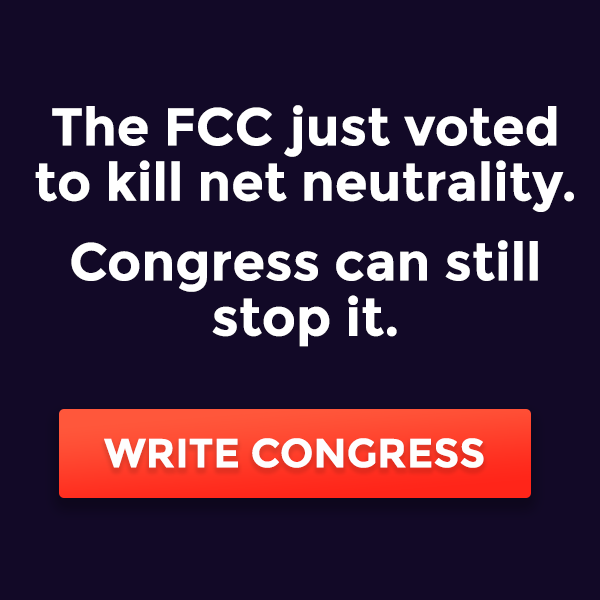 The FCC just voted
to kill net neutrality.
Congress can still
stop it.
WRITE CONGRESS